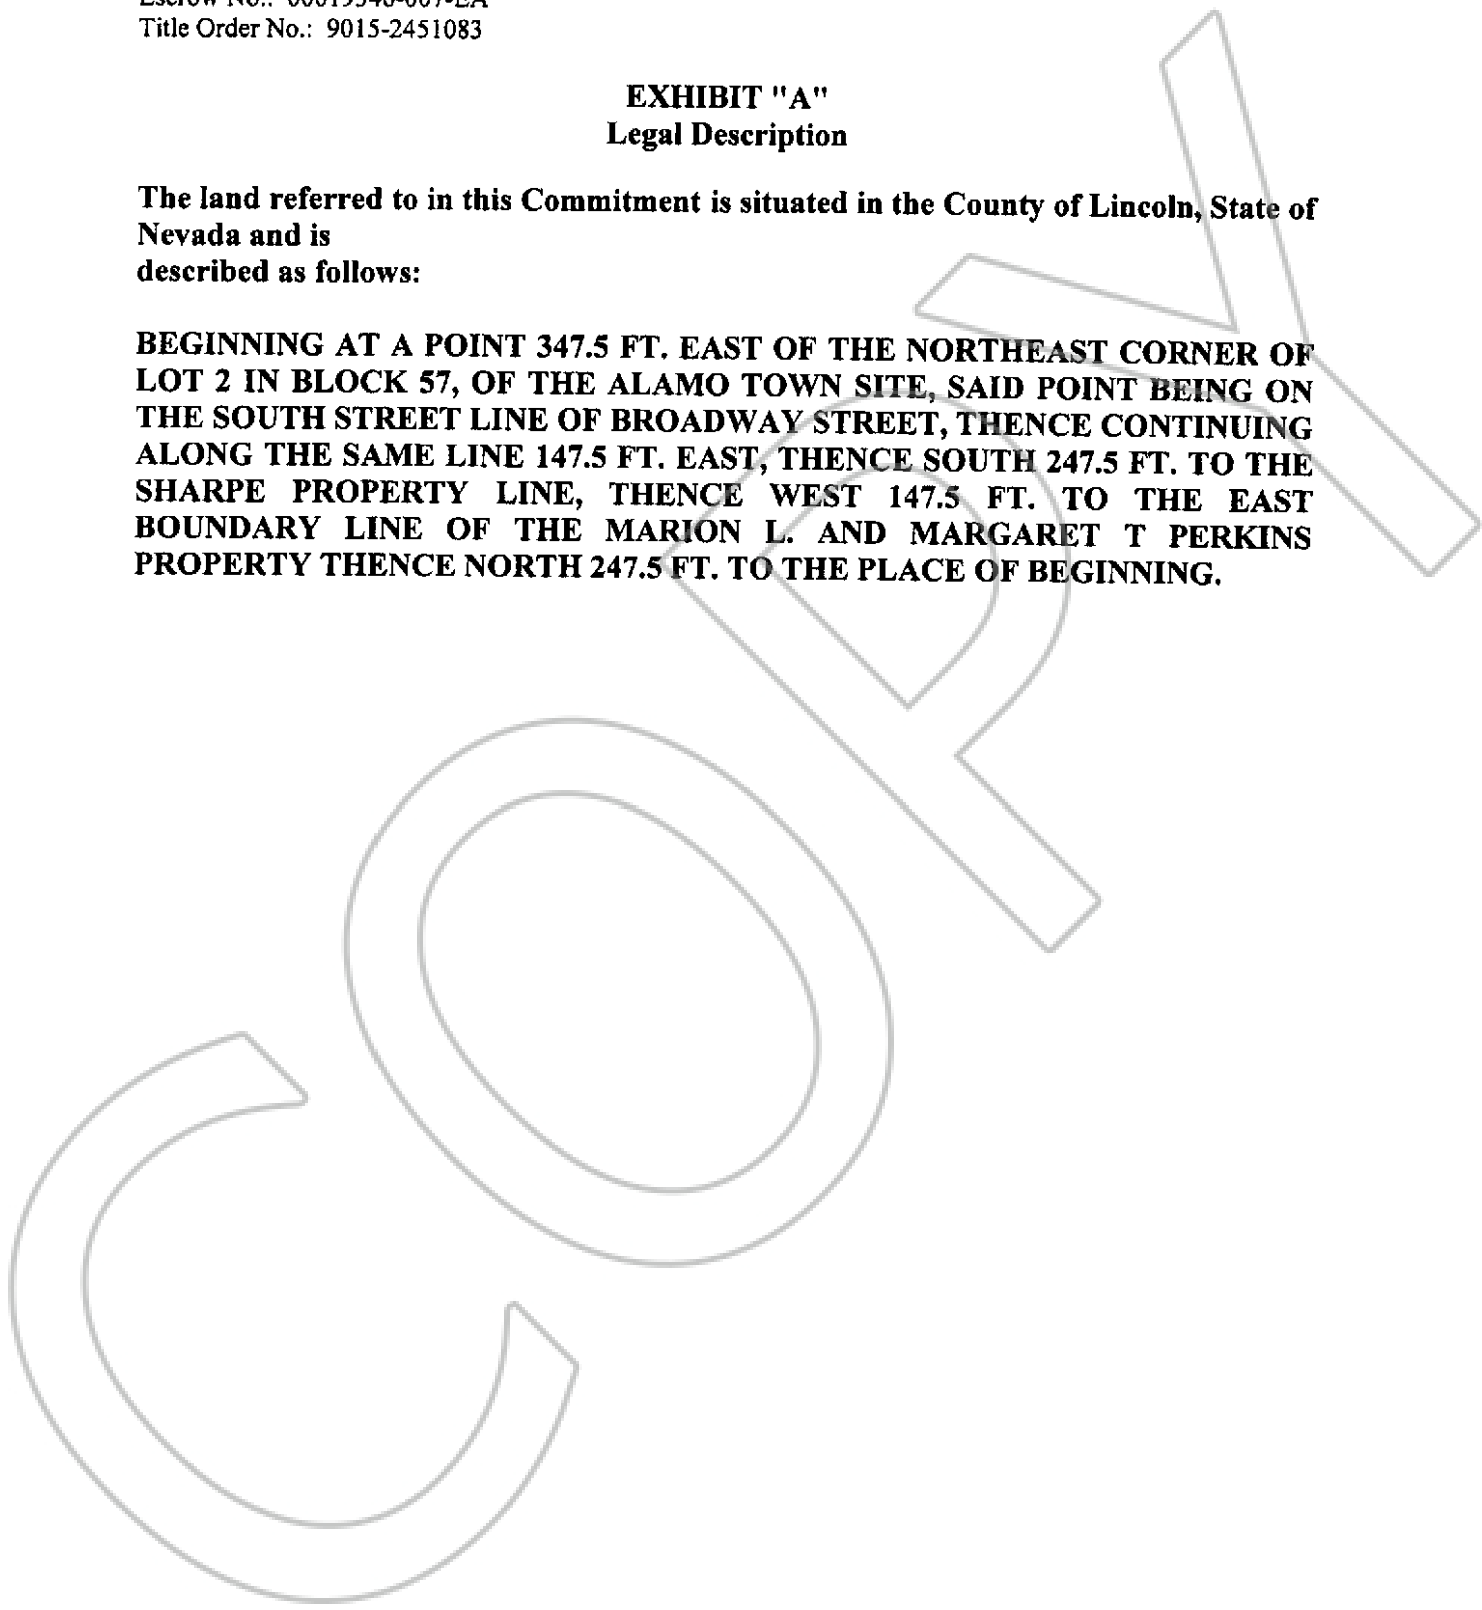 Escrow No.:
Title Order No.: 9015-2451083
EXHIBIT "A"
Legal Description
The land referred to in this Commitment is situated in the County of Lincoln, State of
Nevada and is
described as follows:
BEGINNING AT A POINT 347.5 FT. EAST OF THE NORTHEAST CORNER OF
LOT 2 IN BLOCK 57, OF THE ALAMO TOWN SITE, SAID POINT BEING ON
THE SOUTH STREET LINE OF BROADWAY STREET, THENCE CONTINUING
ALONG THE SAME LINE 147.5 FT. EAST, THENCE SOUTH 247.5 FT. TO THE
SHARPE PROPERTY LINE, THENCE WEST 147.5 FT. TO THE EAST
BOUNDARY LINE OF THE MARION L. AND MARGARET T PERKINS
PROPERTY THENCE NORTH 247.5 FT. TO THE PLACE OF BEGINNING.
COPY